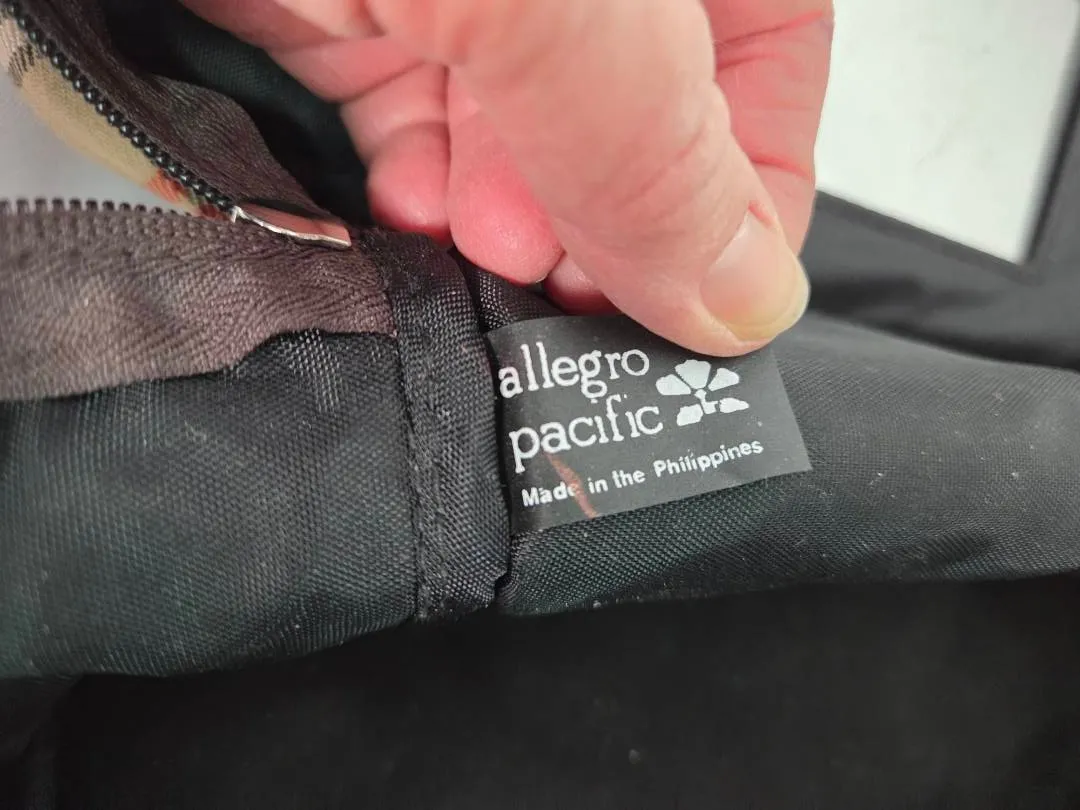 allegro
pacific
Made in the Philippines